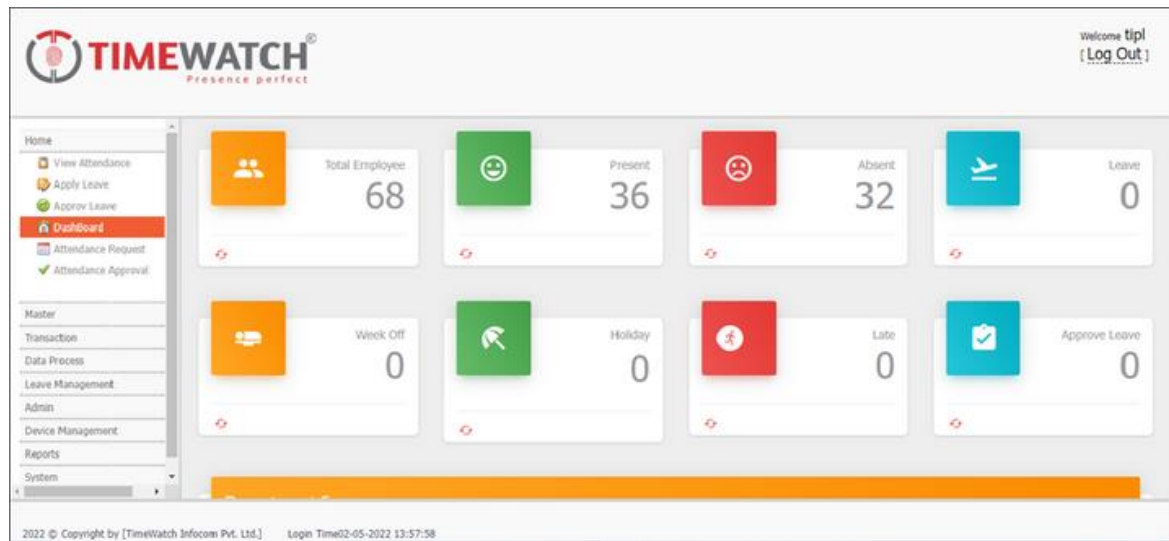 TIMEWATCH®
Presence perfect
Welcome tipl
[ Log Out ]
Home
View Attendance
Apply Leave
Approv Leave
DashBoard
Attendance Request
Attendance Approval
Master
Transaction
Data Process
Leave Management
Admin
Device Management
Reports
System
Total Employee
68
Present
36
Absent
32
Leave
0
Week Off
0
Holiday
0
Late
0
Approve Leave
0
2022 © Copyright by [TimeWatch Infocom Pvt. Ltd.] Login Time02-05-2022 13:57:58